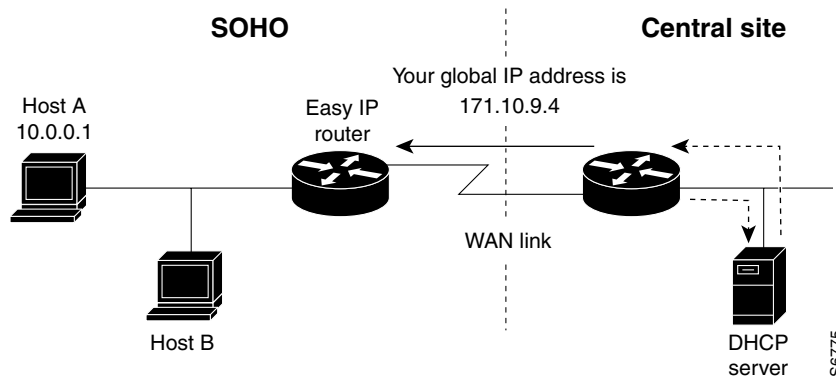 SOHO
Central site
Your global IP address is
171.10.9.4
Host A
10.0.0.1
Easy IP
router
WAN link
Host B
DHCP
server
S6775